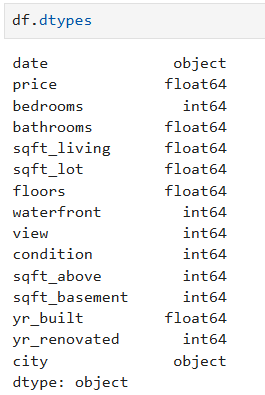 df.dtypes
date object
price float64
bedrooms int64
bathrooms float64
sqft_living float64
sqft_lot float64
floors float64
waterfront int64
view int64
condition int64
sqft_above int64
sqft_basement int64
yr_built float64
yr_renovated int64
city object
dtype: object